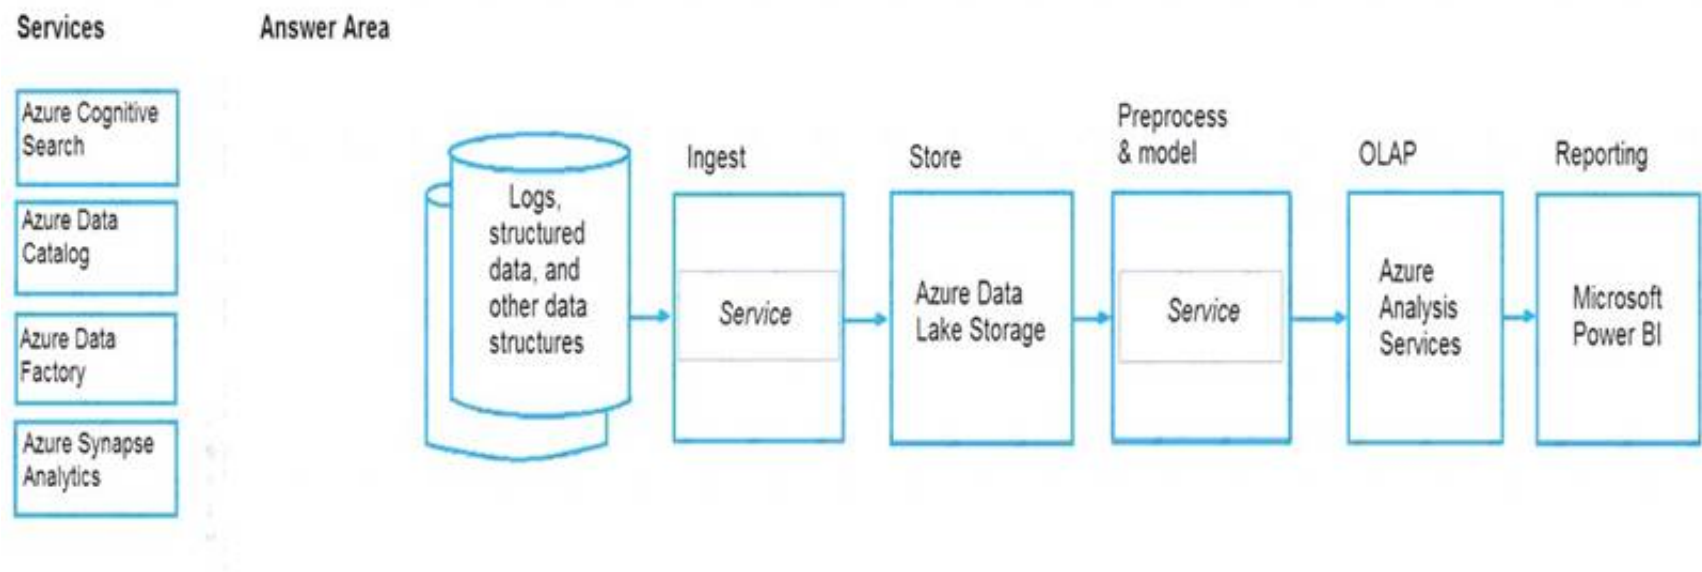 Services
Answer Area
Azure Cognitive
Search
Azure Data
Catalog
Azure Data
Factory
Azure Synapse
Analytics
Logs,
structured
data, and
other data
structures
Ingest
Service
Store
Azure Data
Lake Storage
Preprocess
& model
Service
OLAP
Azure
Analysis
Services
Reporting
Microsoft
Power BI